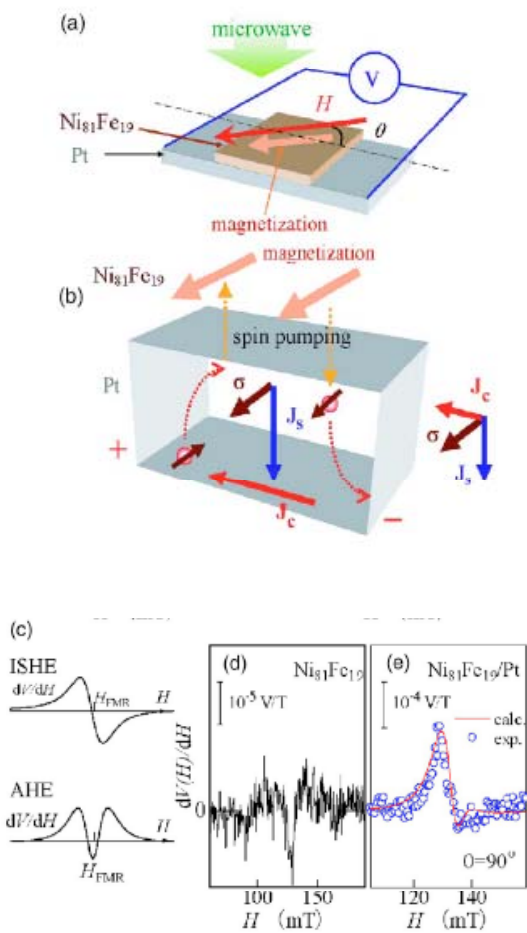 (a)
microwave
V
H
θ
Ni81Fe19
Pt
magnetization
magnetization
Ni81Fe19
(b)
spin pumping
Pt
σ
Js
Jc
σ
Js
+
Jc
−
(c)
ISHE
dV/dH
H
HFMR
AHE
dV/dH
H
HFMR
(d)
Ni81Fe19
10-5 V/T
dV(H)/dH
0
100
150
H (mT)
(e)
Ni81Fe19/Pt
10-4 V/T
calc.
exp.
θ=90°
120
140
H (mT)